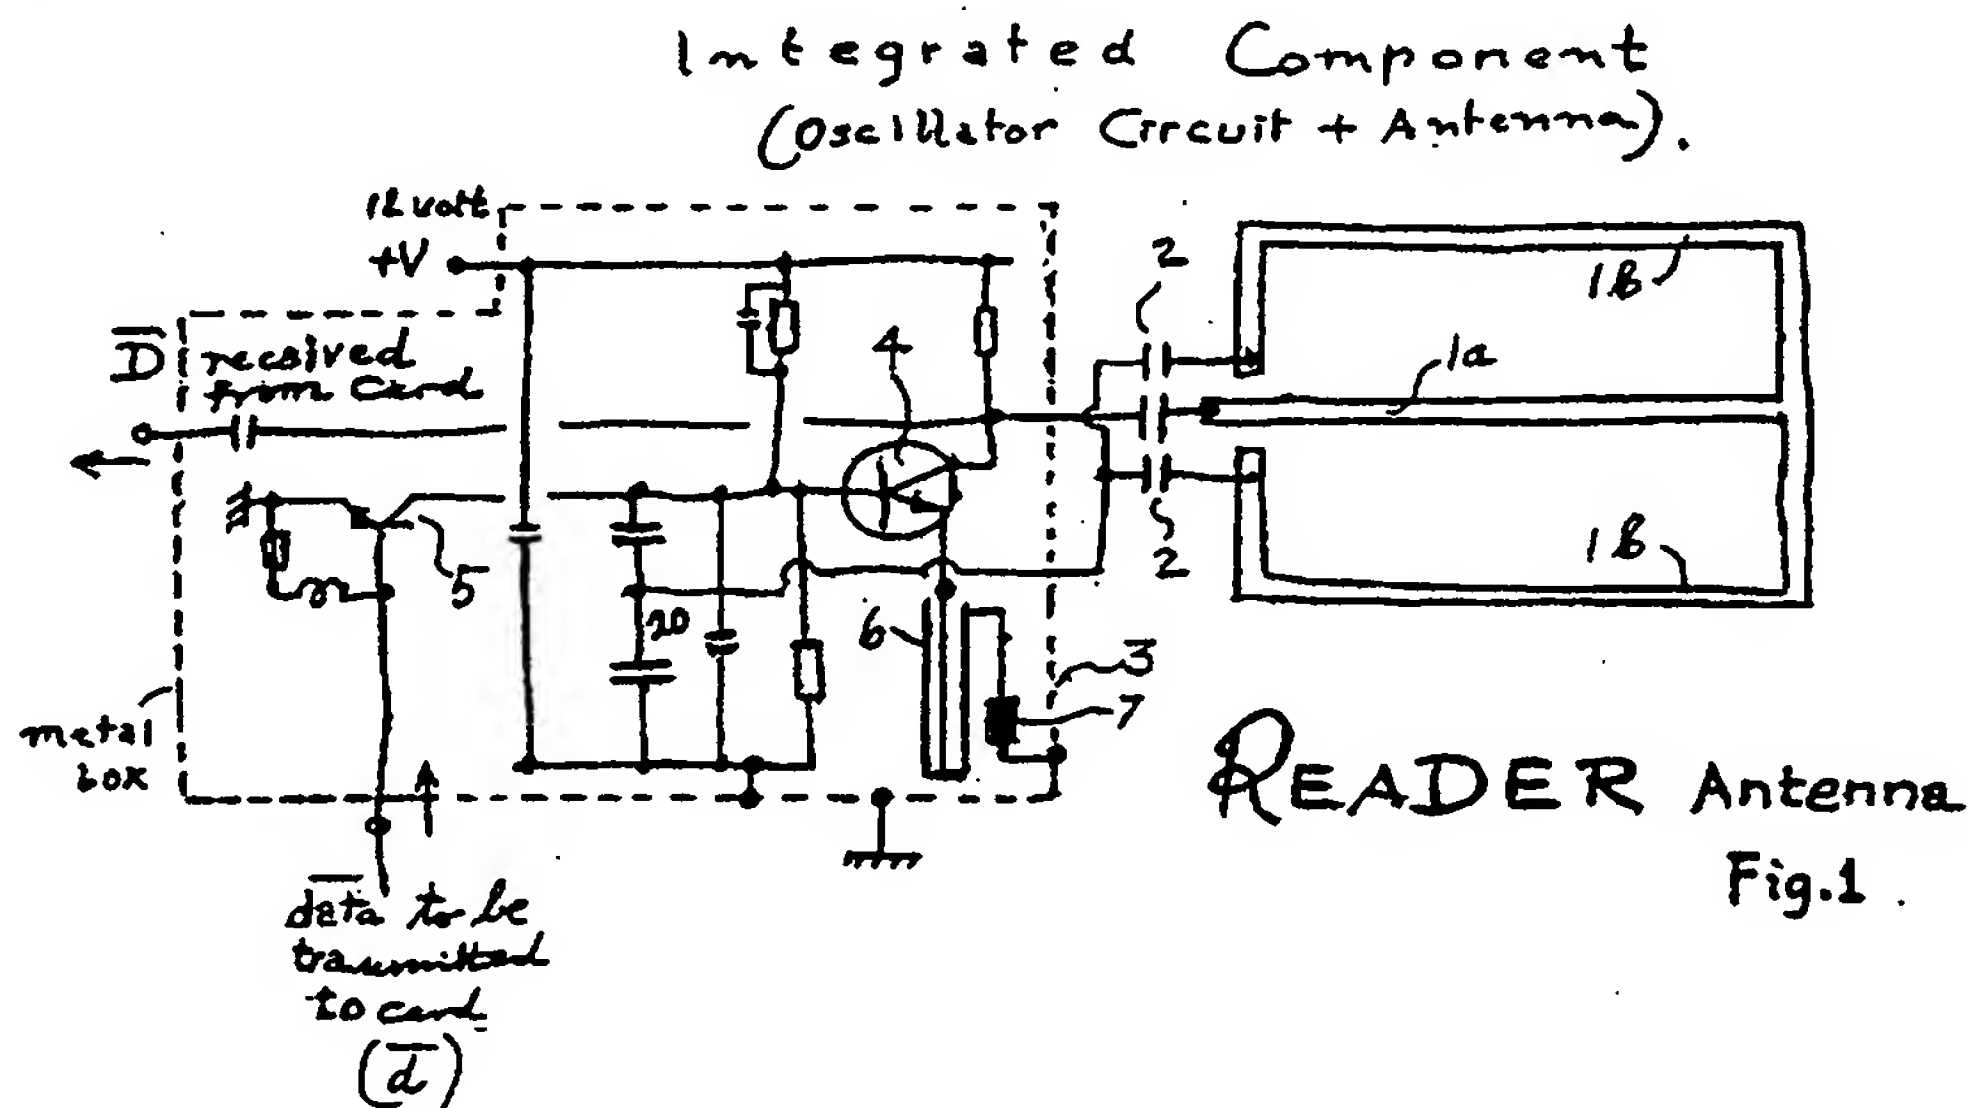 Integrated Component
(Oscillator Circuit + Antenna).
12 volt
+V
D̅ received
from Card
4
2
1B
1a
2
1B
5
20
6
3
7
metal
box
READER Antenna
Fig.1
d̅a̅t̅a̅ to be
transmitted
to card
(d̅)